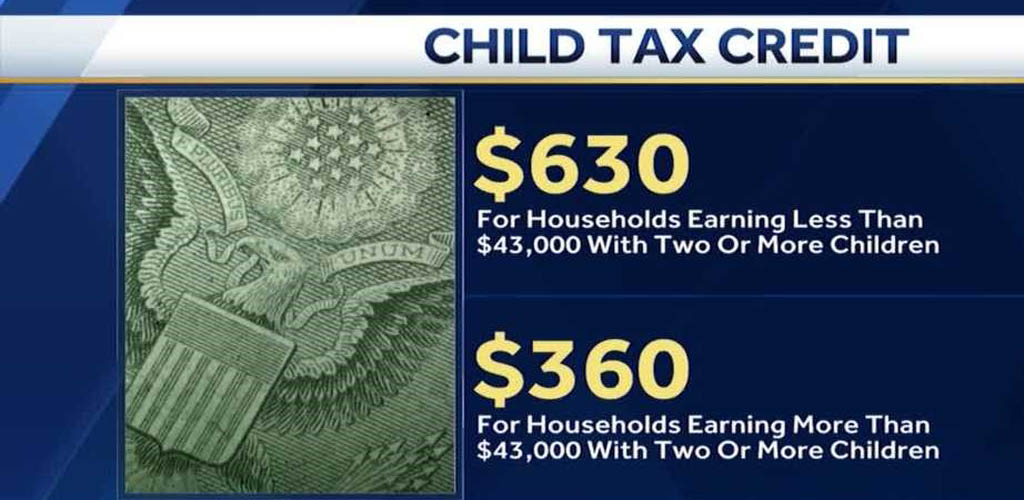 CHILD TAX CREDIT
E PLURIBUS
UNUM
$630
For Households Earning Less Than
$43,000 With Two Or More Children
$360
For Households Earning More Than
$43,000 With Two Or More Children